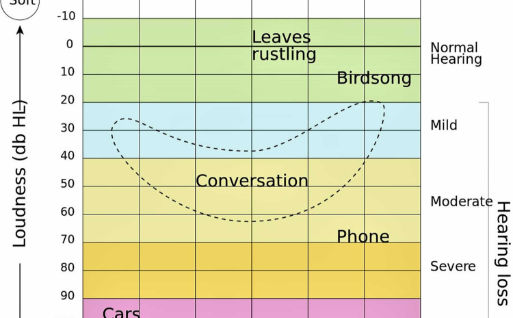 Soft
-10
0
10
20
30
40
50
60
70
80
90
Loudness (db HL)
Leaves
rustling
Birdsong
Conversation
Phone
Cars
Normal
Hearing
Mild
Moderate
Severe
Hearing loss